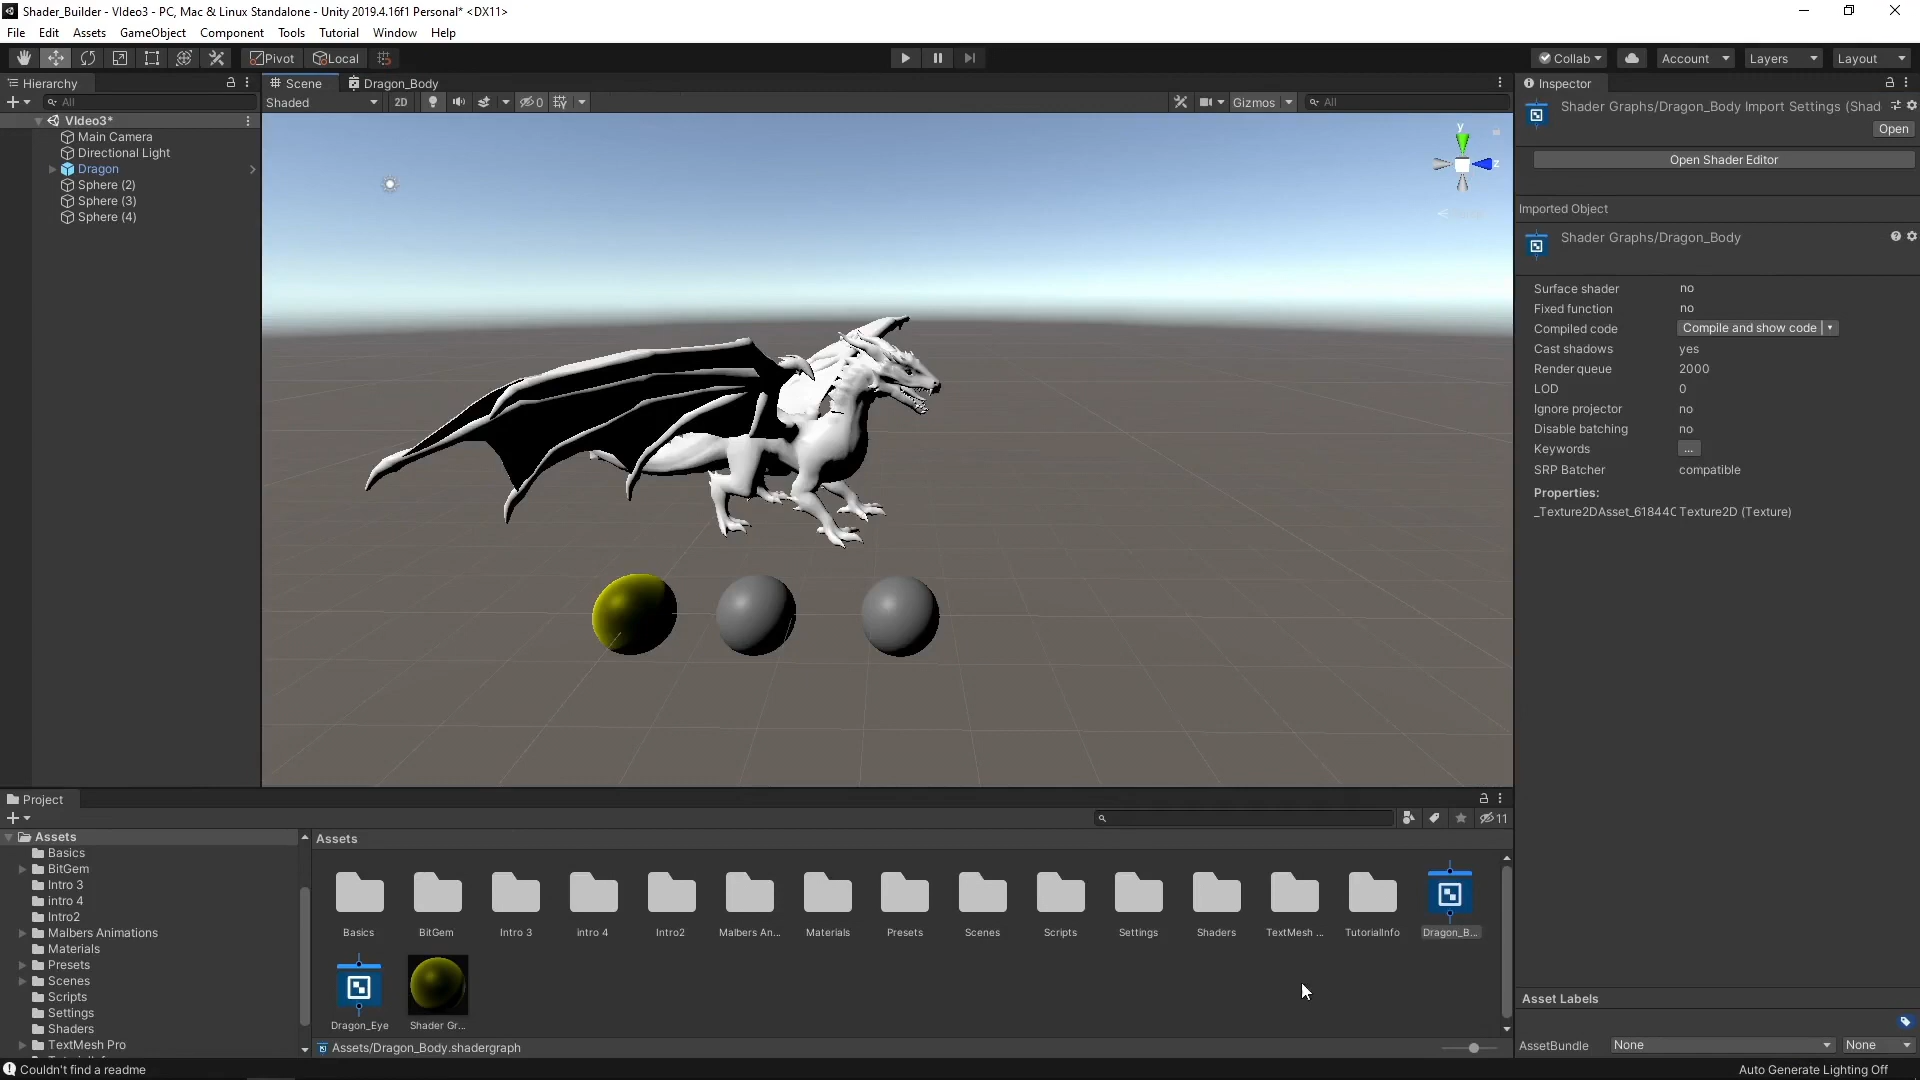 Shader_Builder - VIdeo3 - PC, Mac & Linux Standalone - Unity 2019.4.16f1 Personal* <DX11>
File Edit Assets GameObject Component Tools Tutorial Window Help
Pivot Local Collab Account Layers Layout
Hierarchy
All
VIdeo3*
Main Camera
Directional Light
Dragon
Sphere (2)
Sphere (3)
Sphere (4)
Scene Dragon_Body
Shaded 2D 0 Gizmos All
y
z
Inspector
Shader Graphs/Dragon_Body Import Settings (Shad
Open
Open Shader Editor
Imported Object
Shader Graphs/Dragon_Body
Surface shader no
Fixed function no
Compiled code Compile and show code
Cast shadows yes
Render queue 2000
LOD 0
Ignore projector no
Disable batching no
Keywords ...
SRP Batcher compatible
Properties:
_Texture2DAsset_61844C Texture2D (Texture)
Project
11
Assets
Basics
BitGem
Intro 3
intro 4
Intro2
Malbers Animations
Materials
Presets
Scenes
Scripts
Settings
Shaders
TextMesh Pro
Assets
Basics BitGem Intro 3 intro 4 Intro2 Malbers An... Materials Presets Scenes Scripts Settings Shaders TextMesh ... TutorialInfo Dragon_B...
Dragon_Eye Shader Gr...
Assets/Dragon_Body.shadergraph
Asset Labels
AssetBundle None None
Couldn't find a readme
Auto Generate Lighting Off